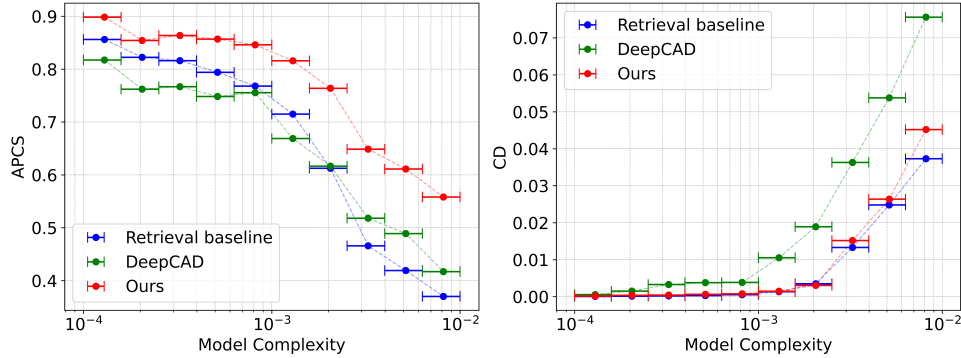 0.9
0.8
0.7
0.6
0.5
0.4
APCS
10⁻⁴
10⁻³
10⁻²
Model Complexity
Retrieval baseline
DeepCAD
Ours
0.07
0.06
0.05
0.04
0.03
0.02
0.01
0.00
CD
10⁻⁴
10⁻³
10⁻²
Model Complexity
Retrieval baseline
DeepCAD
Ours